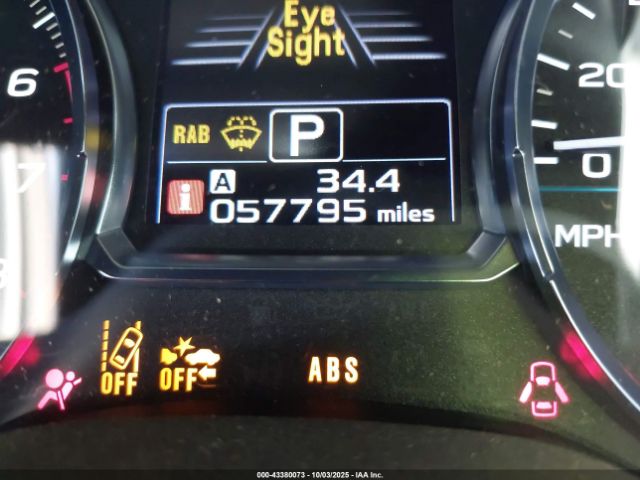 Eye
Sight
6
20
RAB
P
7
0
i A 34.4
057795 miles
MPH
8
OFF
OFF
ABS
000-43380073 - 10/03/2025 - IAA Inc.